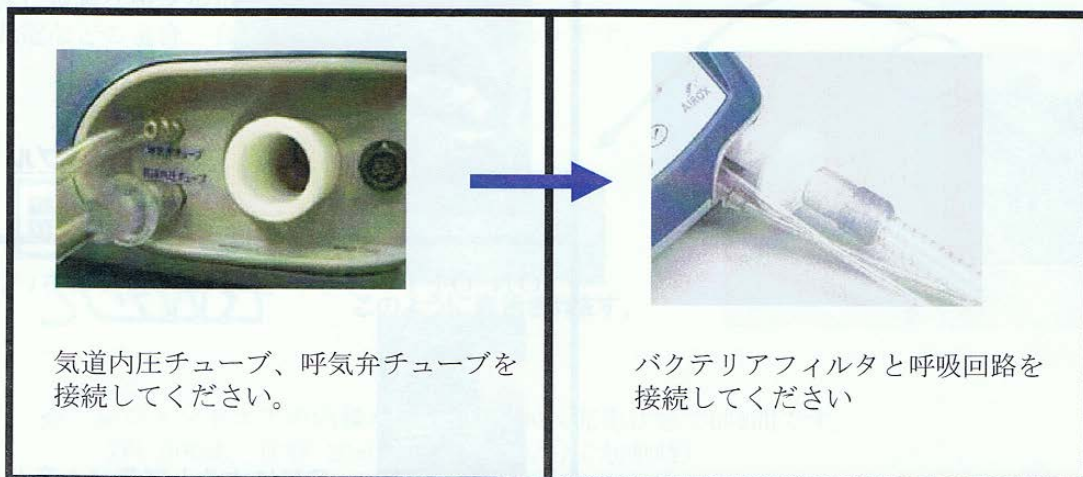 呼気弁チューブ
気道内圧チューブ
気道内圧チューブ、呼気弁チューブを
接続してください。
AIROX
バクテリアフィルタと呼吸回路を
接続してください